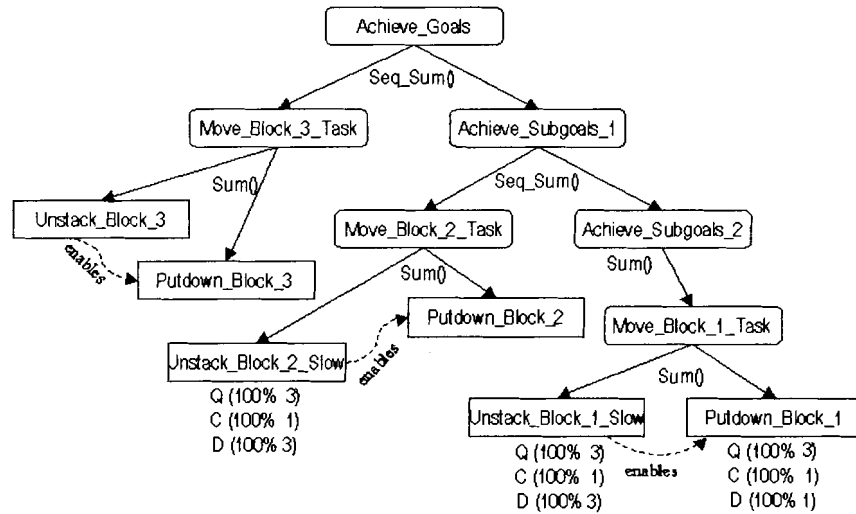 Achieve_Goals
Seq_Sum()
Move_Block_3_Task
Achieve_Subgoals_1
Sum()
Seq_Sum()
Unstack_Block_3
Move_Block_2_Task
Achieve_Subgoals_2
enables
Putdown_Block_3
Sum()
Sum()
Putdown_Block_2
Move_Block_1_Task
Unstack_Block_2_Slow
enables
Q (100% 3)
C (100% 1)
D (100% 3)
Sum()
Unstack_Block_1_Slow
Putdown_Block_1
Q (100% 3)
C (100% 1)
D (100% 3)
enables
Q (100% 3)
C (100% 1)
D (100% 1)